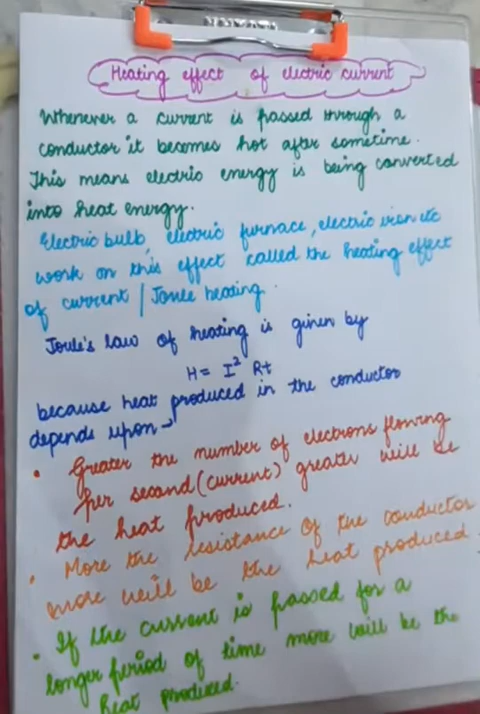 Heating effect of electric current
Whenever a current is passed through a
conductor it becomes hot after sometime.
This means electric energy is being converted
into heat energy.
Electric bulb, electric furnace, electric iron etc
work on this effect called the heating effect
of current / Joule heating.
Joule's law of heating is given by
H = I² Rt
because heat produced in the conductor
depends upon →
• Greater the number of electrons flowing
per second (current) greater will be
the heat produced.
• More the resistance of the conductor
more will be the heat produced.
• If the current is passed for a
longer period of time more will be the
heat produced.